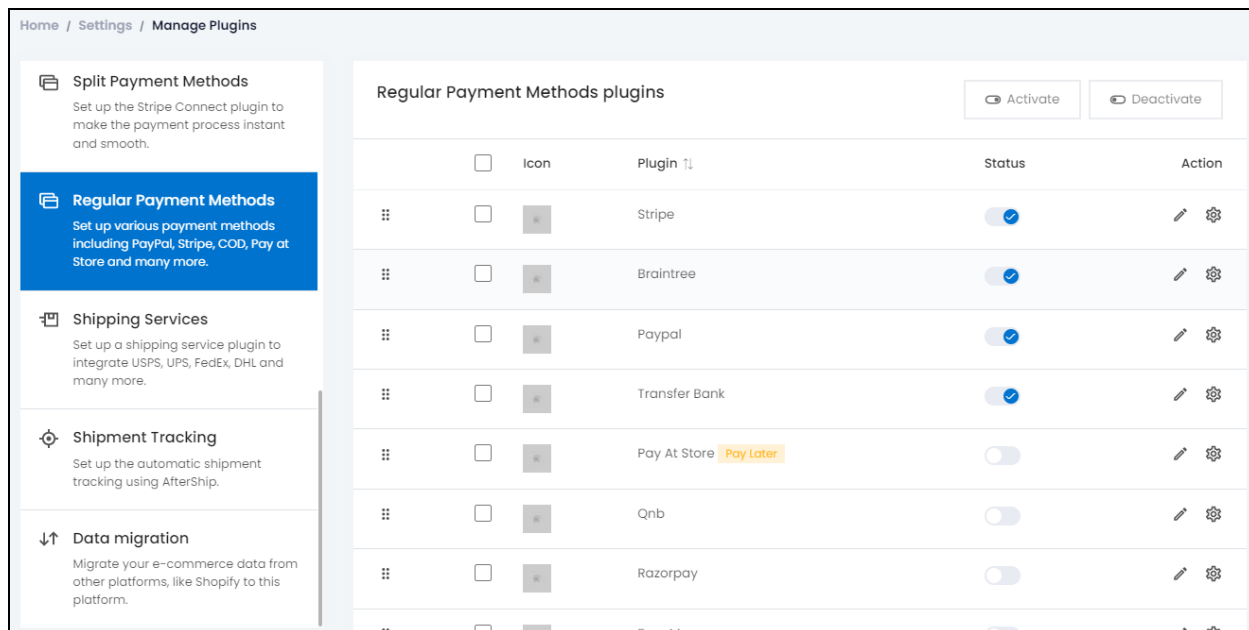 Home / Settings / Manage Plugins
Split Payment Methods
Set up the Stripe Connect plugin to
make the payment process instant
and smooth.
Regular Payment Methods
Set up various payment methods
including PayPal, Stripe, COD, Pay at
Store and many more.
Shipping Services
Set up a shipping service plugin to
integrate USPS, UPS, FedEx, DHL and
many more.
Shipment Tracking
Set up the automatic shipment
tracking using AfterShip.
Data migration
Migrate your e-commerce data from
other platforms, like Shopify to this
platform.
Regular Payment Methods plugins
Activate
Deactivate
Icon Plugin Status Action
Stripe
Braintree
Paypal
Transfer Bank
Pay At Store Pay Later
Qnb
Razorpay